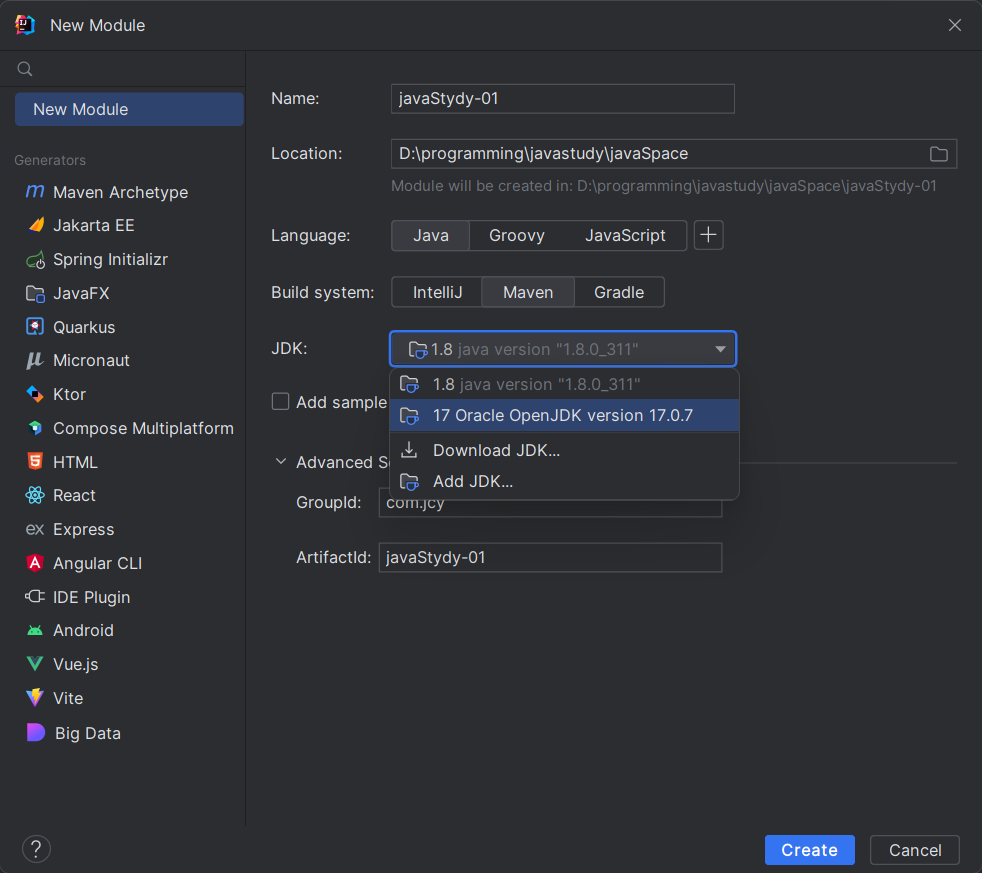 New Module
New Module
Generators
Maven Archetype
Jakarta EE
Spring Initializr
JavaFX
Quarkus
Micronaut
Ktor
Compose Multiplatform
HTML
React
Express
Angular CLI
IDE Plugin
Android
Vue.js
Vite
Big Data
Name: javaStydy-01
Location: D:\programming\javastudy\javaSpace
Module will be created in: D:\programming\javastudy\javaSpace\javaStydy-01
Language: Java Groovy JavaScript
Build system: IntelliJ Maven Gradle
JDK: 1.8 java version "1.8.0_311"
1.8 java version "1.8.0_311"
Add sample
17 Oracle OpenJDK version 17.0.7
Download JDK...
Advanced S
Add JDK...
GroupId: com.jcy
ArtifactId: javaStydy-01
?
Create Cancel